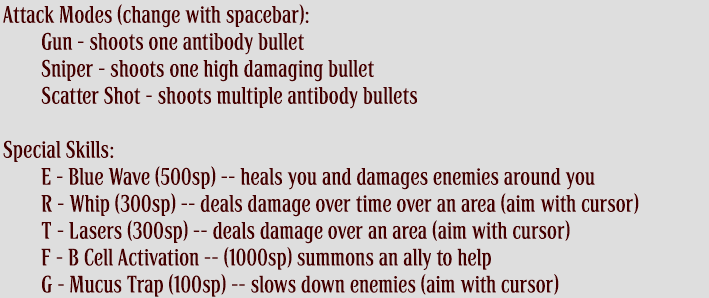 Attack Modes (change with spacebar):
Gun - shoots one antibody bullet
Sniper - shoots one high damaging bullet
Scatter Shot - shoots multiple antibody bullets
Special Skills:
E - Blue Wave (500sp) -- heals you and damages enemies around you
R - Whip (300sp) -- deals damage over time over an area (aim with cursor)
T - Lasers (300sp) -- deals damage over an area (aim with cursor)
F - B Cell Activation -- (1000sp) summons an ally to help
G - Mucus Trap (100sp) -- slows down enemies (aim with cursor)